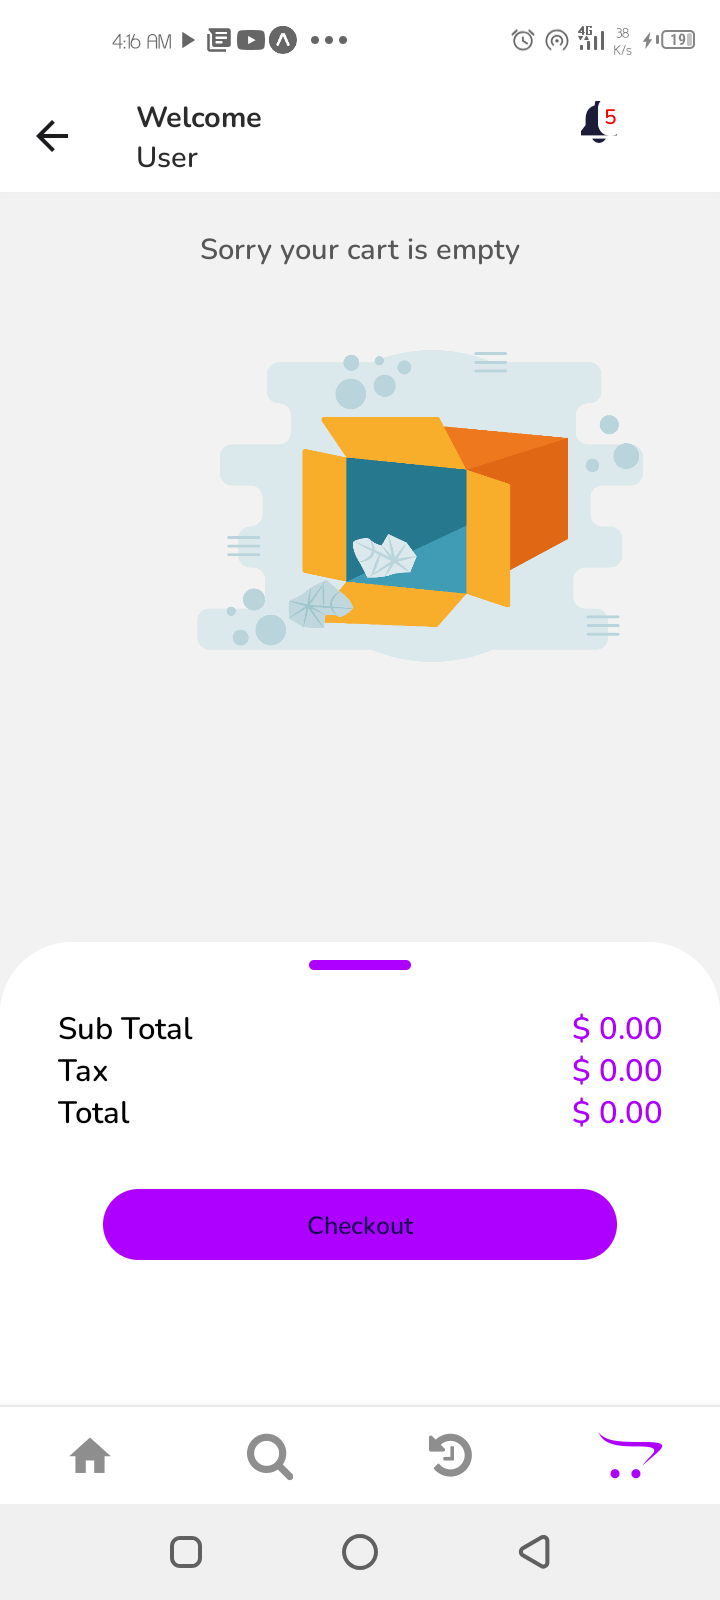 4:16 AM 4G 38 K/s 19
Welcome
User
5
Sorry your cart is empty
Sub Total $ 0.00
Tax $ 0.00
Total $ 0.00
Checkout